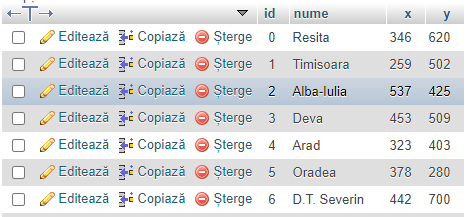 id nume x y
Editează Copiază Șterge 0 Resita 346 620
Editează Copiază Șterge 1 Timisoara 259 502
Editează Copiază Șterge 2 Alba-Iulia 537 425
Editează Copiază Șterge 3 Deva 453 509
Editează Copiază Șterge 4 Arad 323 403
Editează Copiază Șterge 5 Oradea 378 280
Editează Copiază Șterge 6 D.T. Severin 442 700